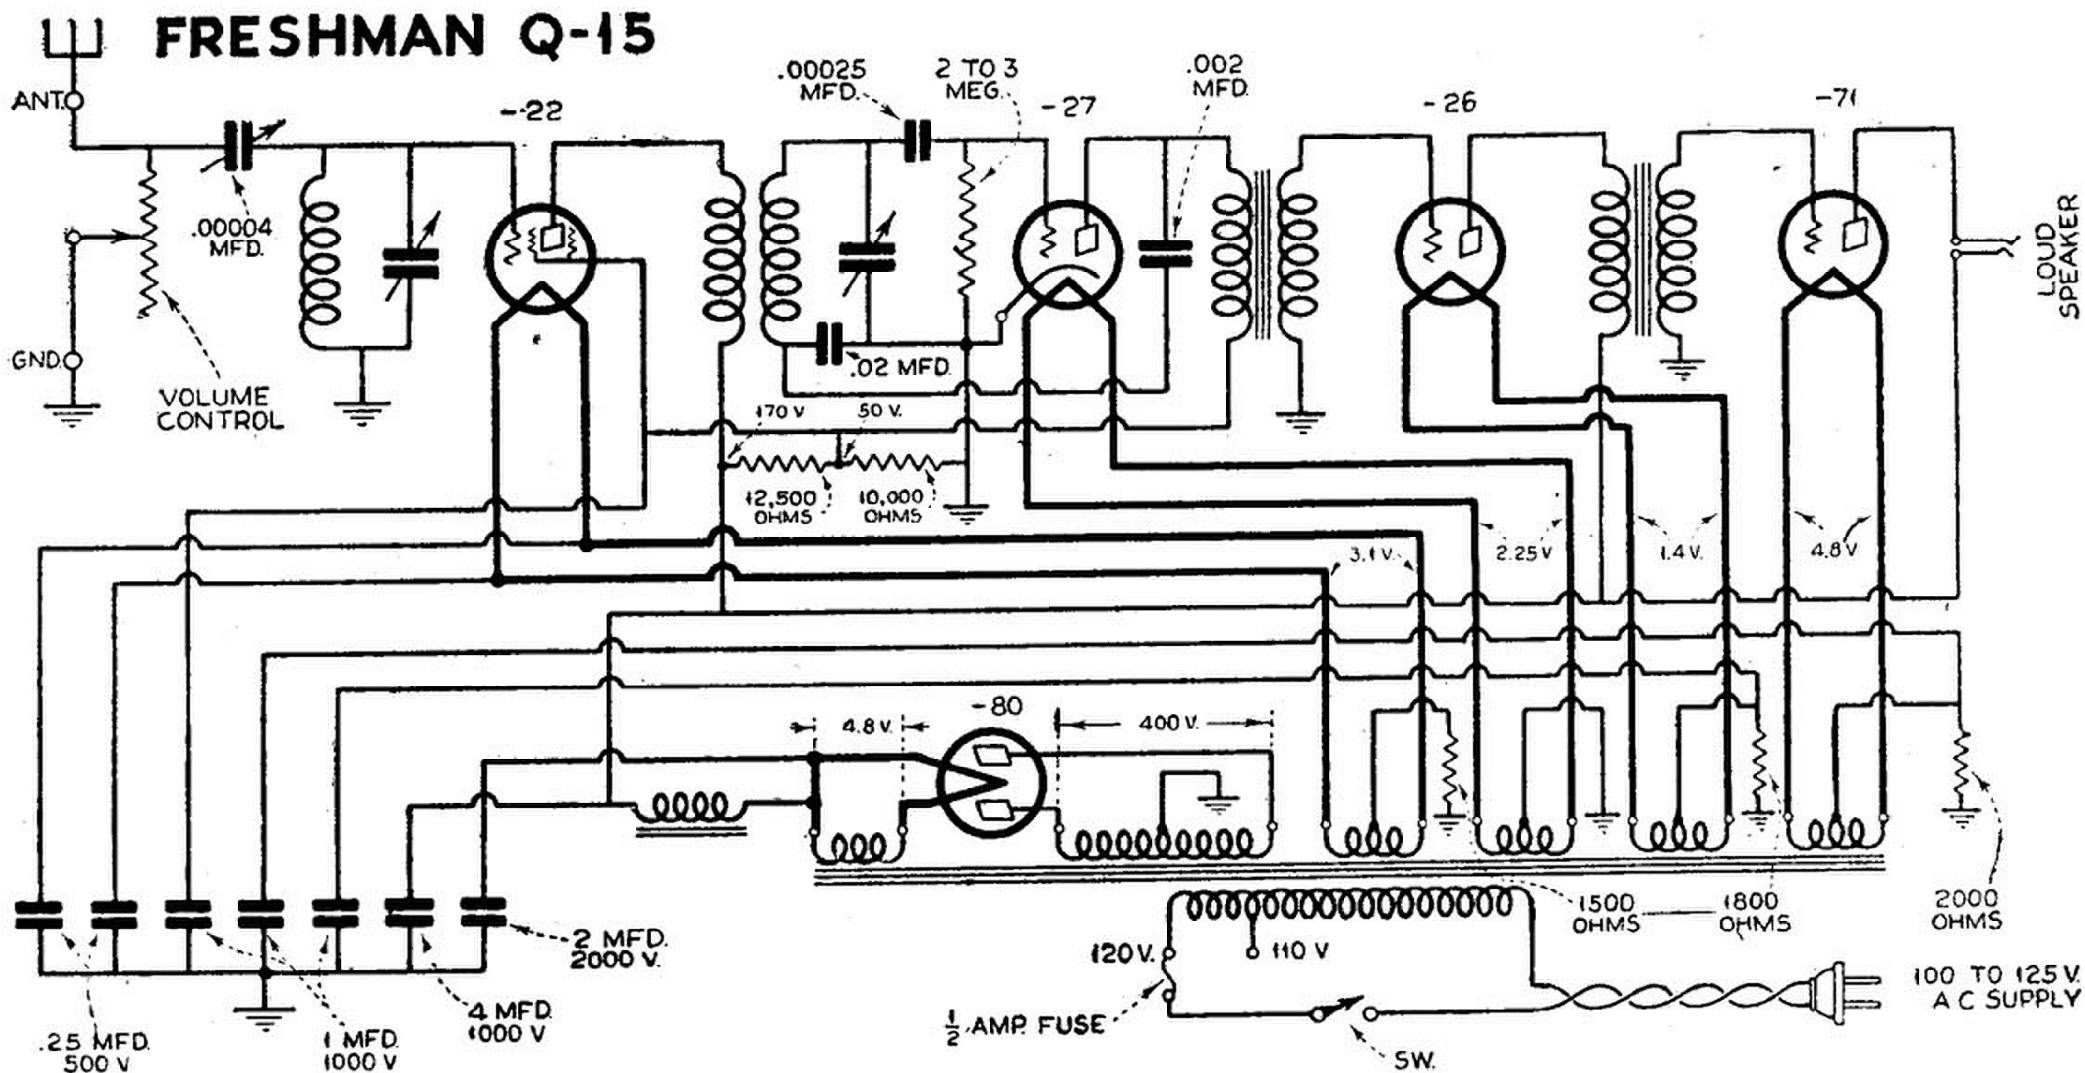 FRESHMAN Q-15
ANT.
.00025
MFD.
2 TO 3
MEG.
.002
MFD.
-22
-27
-26
-71
.00004
MFD.
LOUD
SPEAKER
GND.
.02 MFD.
VOLUME
CONTROL
170 V
50 V.
12,500
OHMS
10,000
OHMS
3.1 V.
2.25 V
1.4 V.
4.8 V
-80
4.8 V.
400 V.
1500
OHMS
1800
OHMS
2000
OHMS
2 MFD.
2000 V.
120 V.
110 V
100 TO 125 V.
A C SUPPLY
4 MFD
1000 V
1/2 AMP. FUSE
.25 MFD.
500 V
1 MFD.
1000 V
SW.